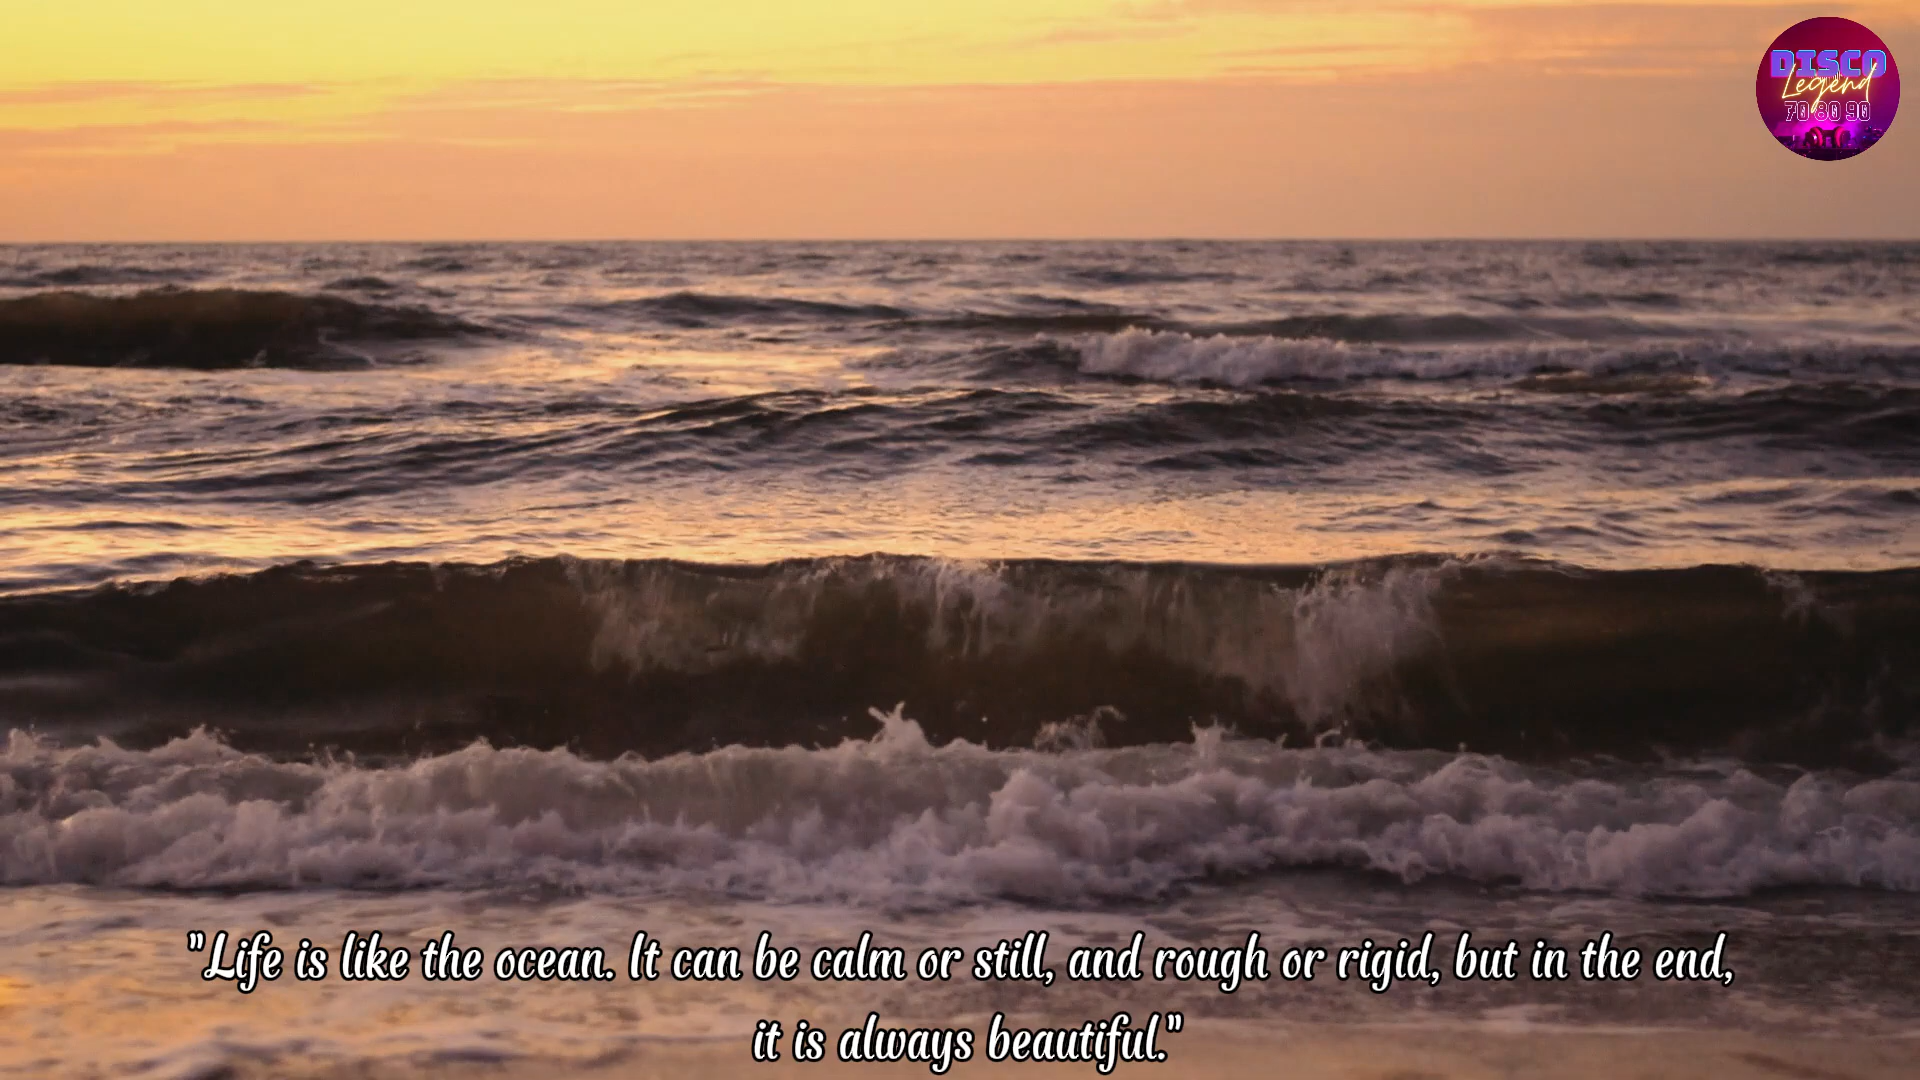 DISCO
Legend
70 80 90
"Life is like the ocean. It can be calm or still, and rough or rigid, but in the end,
it is always beautiful."